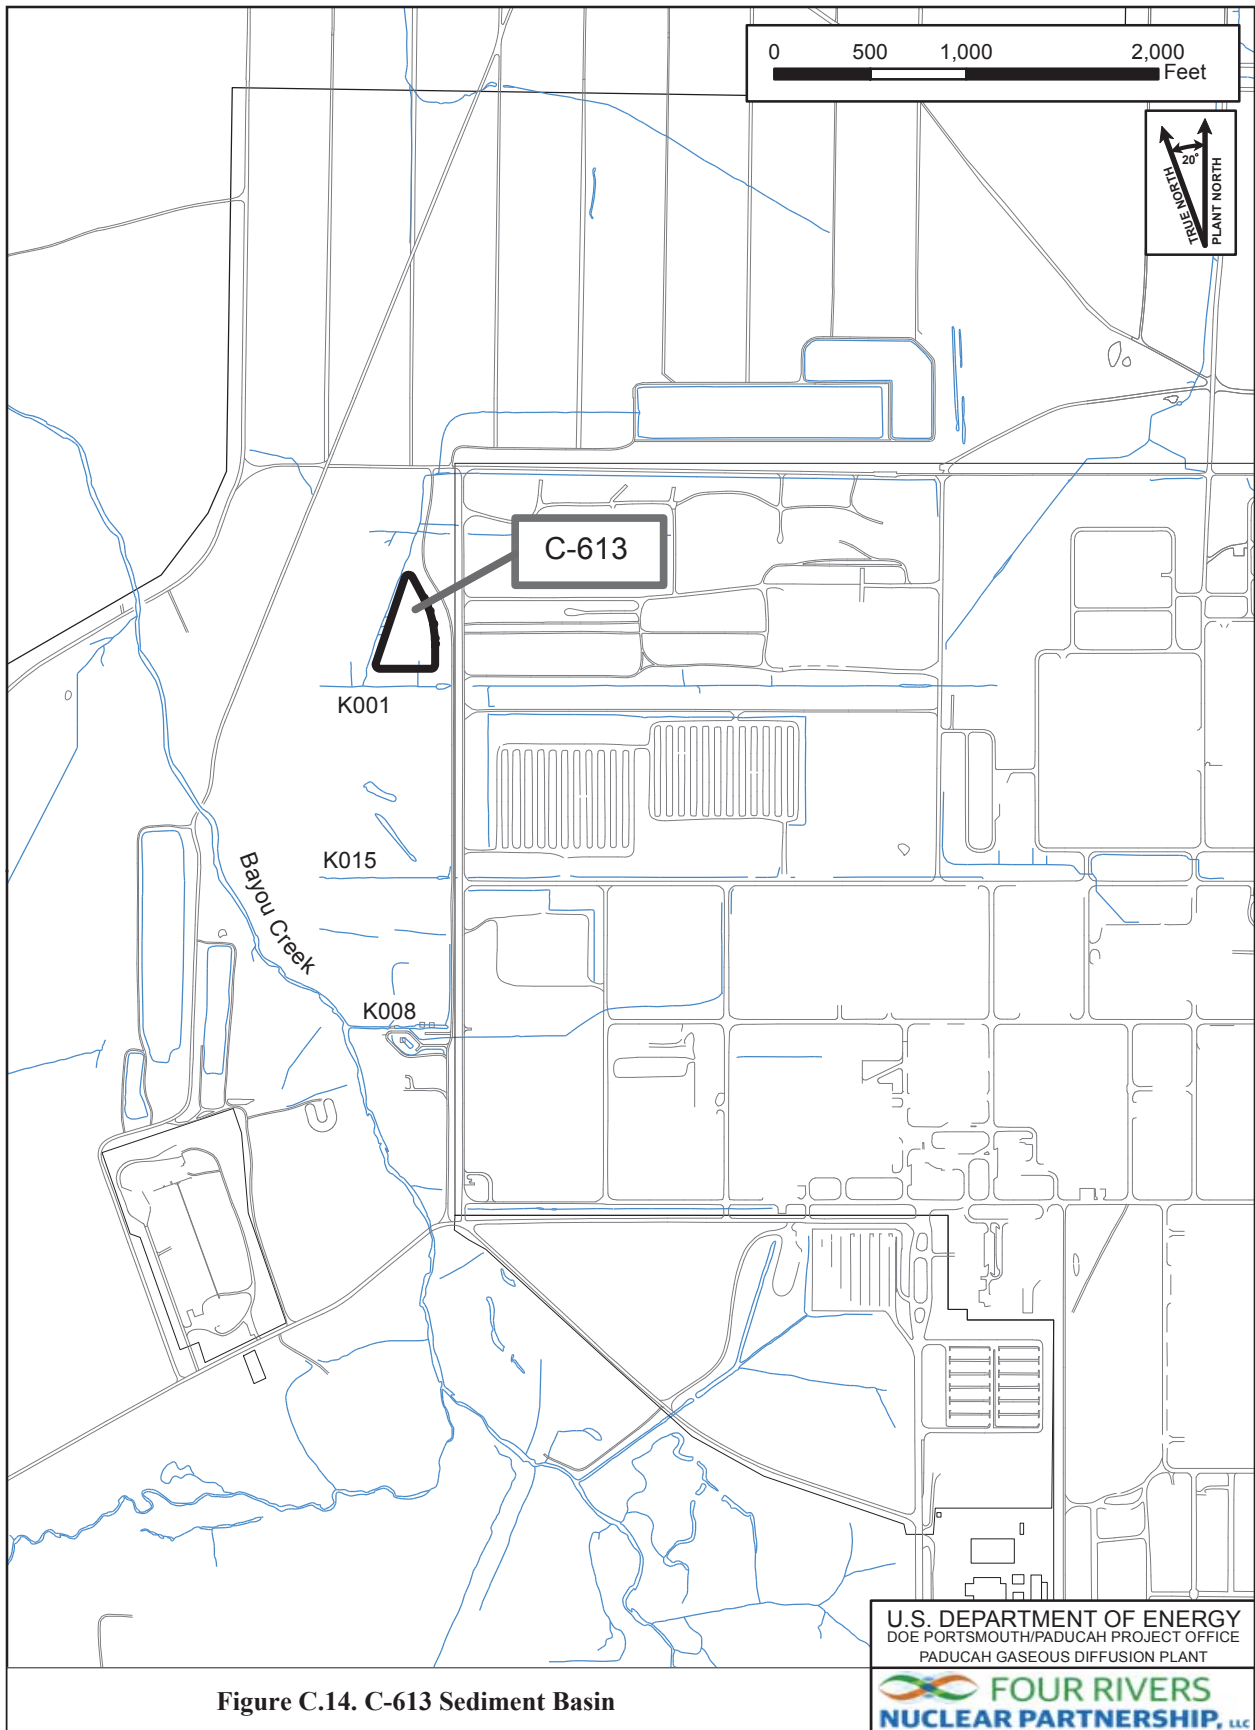 0 500 1,000 2,000
Feet
20°
TRUE NORTH
PLANT NORTH
C-613
K001
K015
Bayou Creek
K008
U.S. DEPARTMENT OF ENERGY
DOE PORTSMOUTH/PADUCAH PROJECT OFFICE
PADUCAH GASEOUS DIFFUSION PLANT
FOUR RIVERS
NUCLEAR PARTNERSHIP, LLC
Figure C.14. C-613 Sediment Basin